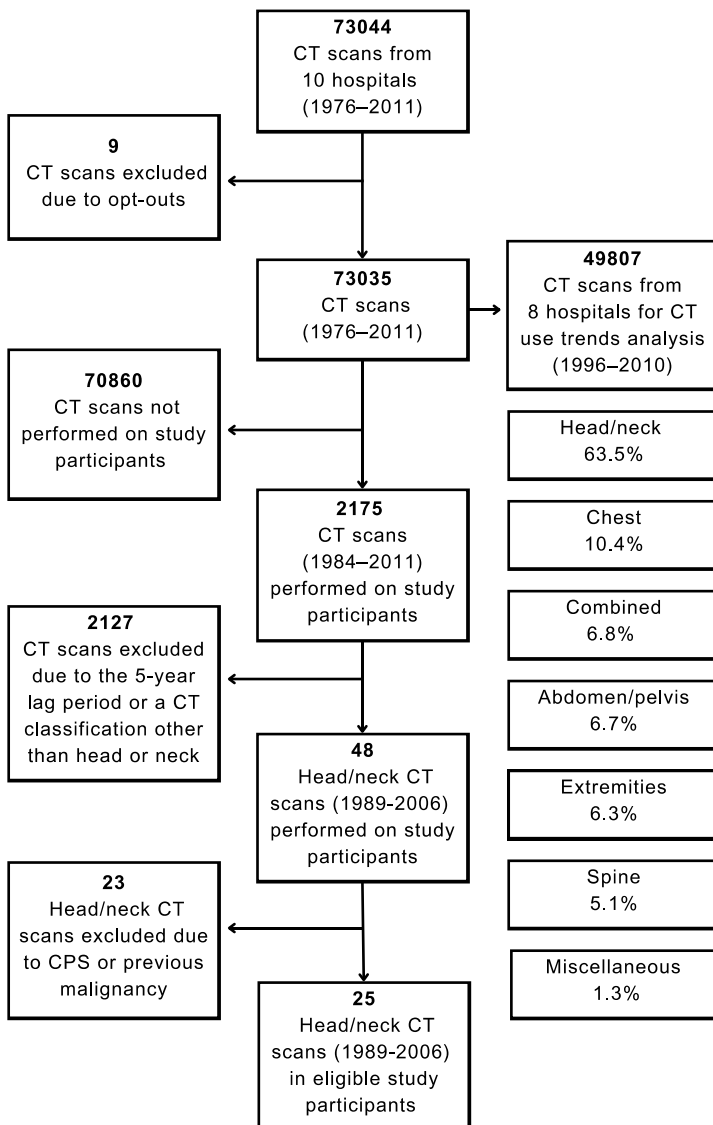 73044
CT scans from
10 hospitals
(1976–2011)
9
CT scans excluded
due to opt-outs
73035
CT scans
(1976–2011)
49807
CT scans from
8 hospitals for CT
use trends analysis
(1996–2010)
70860
CT scans not
performed on study
participants
Head/neck
63.5%
Chest
10.4%
2175
CT scans
(1984–2011)
performed on study
participants
Combined
6.8%
2127
CT scans excluded
due to the 5-year
lag period or a CT
classification other
than head or neck
Abdomen/pelvis
6.7%
48
Head/neck CT
scans (1989-2006)
performed on study
participants
Extremities
6.3%
23
Head/neck CT
scans excluded due
to CPS or previous
malignancy
Spine
5.1%
Miscellaneous
1.3%
25
Head/neck CT
scans (1989-2006)
in eligible study
participants